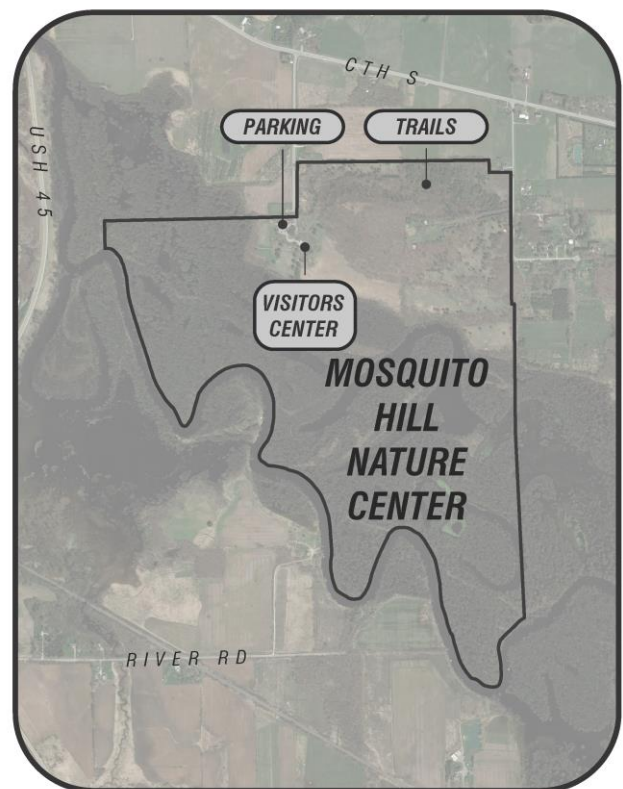 CTH S
USH 45
PARKING
TRAILS
VISITORS
CENTER
MOSQUITO
HILL
NATURE
CENTER
RIVER RD